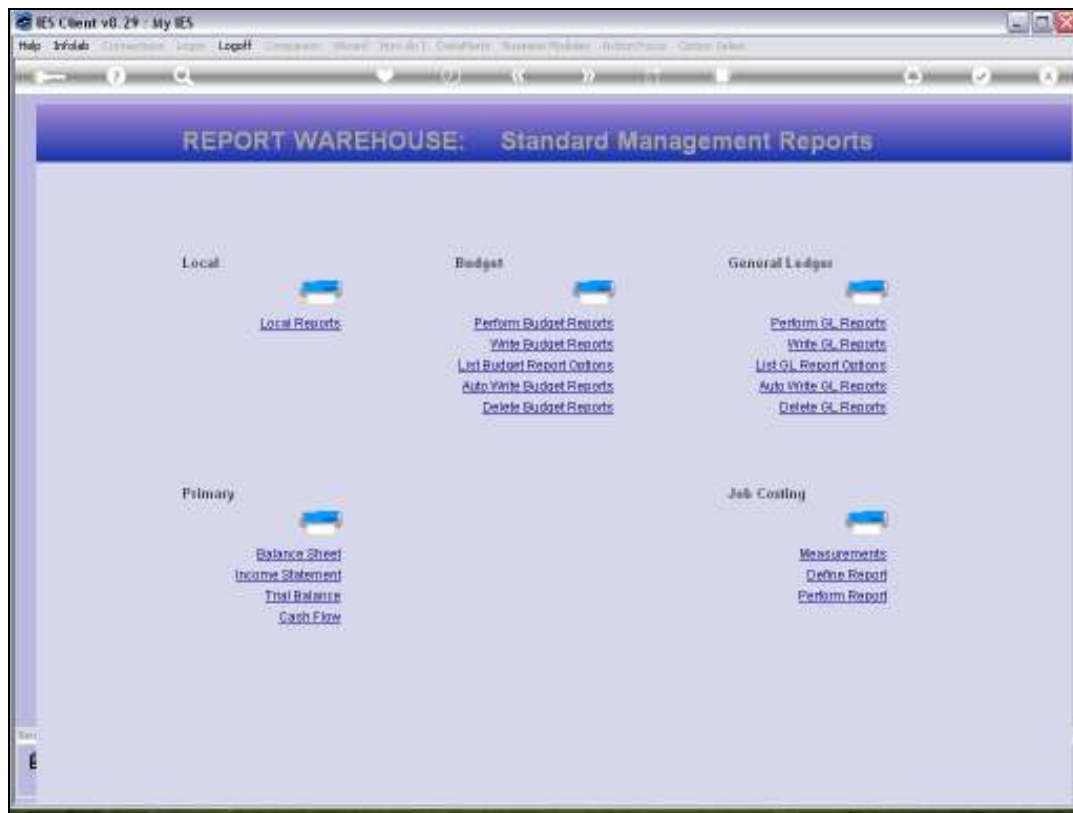 IES Client v8.29 : My IES
Help Infolab Logoff
REPORT WAREHOUSE: Standard Management Reports
Local
Local Reports
Budget
Perform Budget Reports
Write Budget Reports
List Budget Report Options
Auto Write Budget Reports
Delete Budget Reports
General Ledger
Perform GL Reports
Write GL Reports
List GL Report Options
Auto Write GL Reports
Delete GL Reports
Primary
Balance Sheet
Income Statement
Trial Balance
Cash Flow
Job Costing
Measurements
Define Report
Perform Report